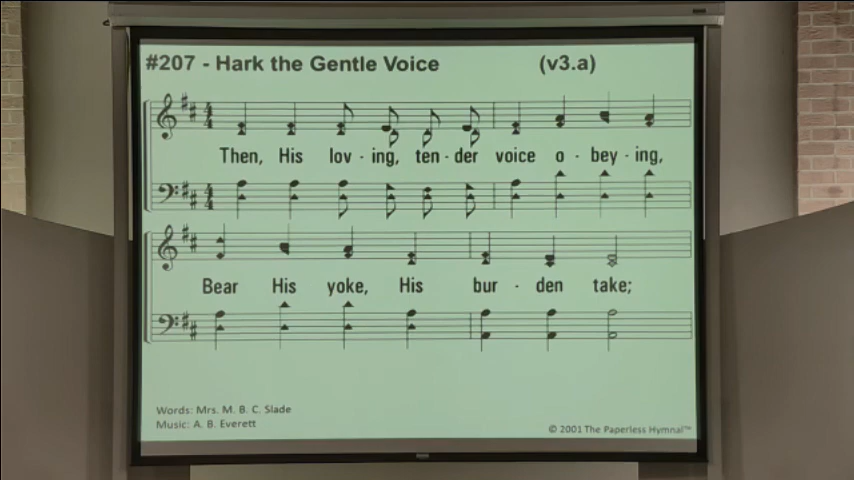 #207 - Hark the Gentle Voice (v3.a)
Then, His lov - ing, ten - der voice o - bey - ing,
Bear His yoke, His bur - den take;
Words: Mrs. M. B. C. Slade
Music: A. B. Everett
© 2001 The Paperless Hymnal™